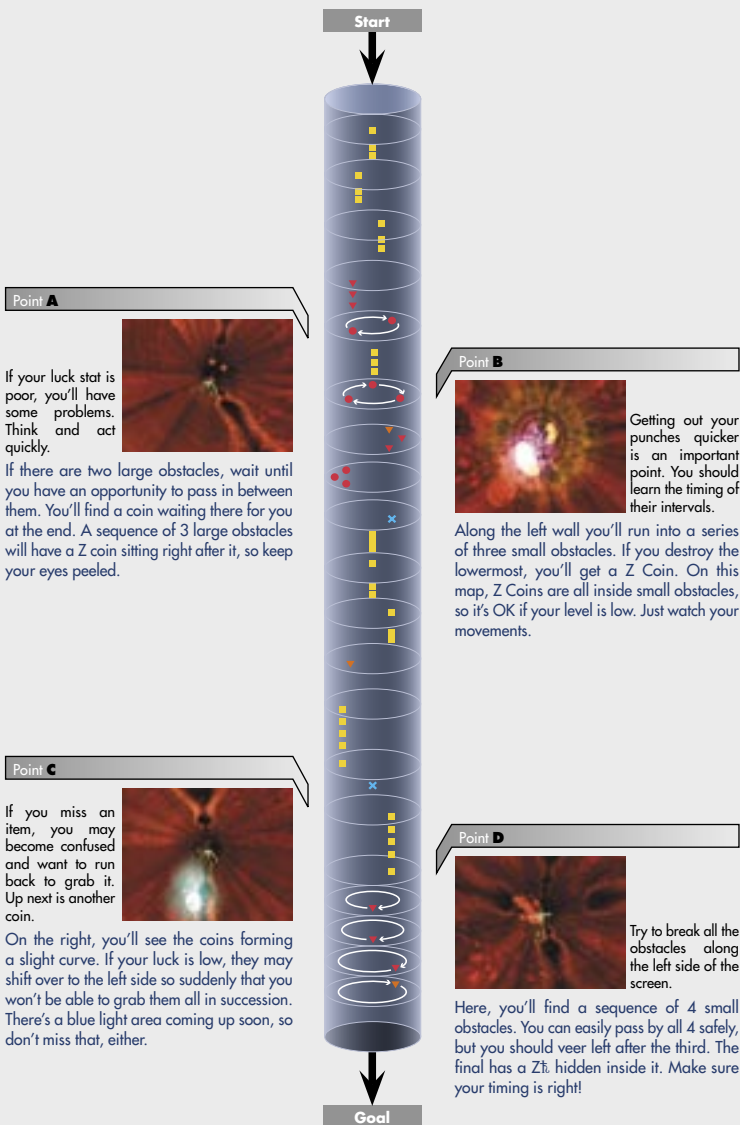 Start
Point A
If your luck stat is
poor, you'll have
some problems.
Think and act
quickly.
If there are two large obstacles, wait until
you have an opportunity to pass in between
them. You'll find a coin waiting there for you
at the end. A sequence of 3 large obstacles
will have a Z coin sitting right after it, so keep
your eyes peeled.
Point B
Getting out your
punches quicker
is an important
point. You should
learn the timing of
their intervals.
Along the left wall you'll run into a series
of three small obstacles. If you destroy the
lowermost, you'll get a Z Coin. On this
map, Z Coins are all inside small obstacles,
so it's OK if your level is low. Just watch your
movements.
Point C
If you miss an
item, you may
become confused
and want to run
back to grab it.
Up next is another
coin.
On the right, you'll see the coins forming
a slight curve. If your luck is low, they may
shift over to the left side so suddenly that you
won't be able to grab them all in succession.
There's a blue light area coming up soon, so
don't miss that, either.
Point D
Try to break all the
obstacles along
the left side of the
screen.
Here, you'll find a sequence of 4 small
obstacles. You can easily pass by all 4 safely,
but you should veer left after the third. The
final has a hidden inside it. Make sure
your timing is right!
Goal